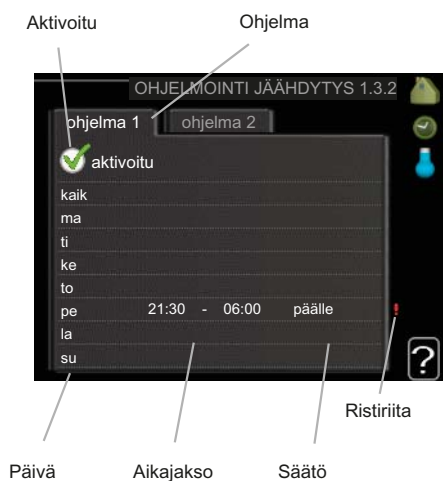 Aktivoitu Ohjelma
OHJELMOINTI JÄÄHDYTYS 1.3.2
ohjelma 1 ohjelma 2
aktivoitu
kaik
ma
ti
ke
to
pe 21:30 - 06:00 päälle !
la
su
?
Ristiriita
Päivä Aikajakso Säätö